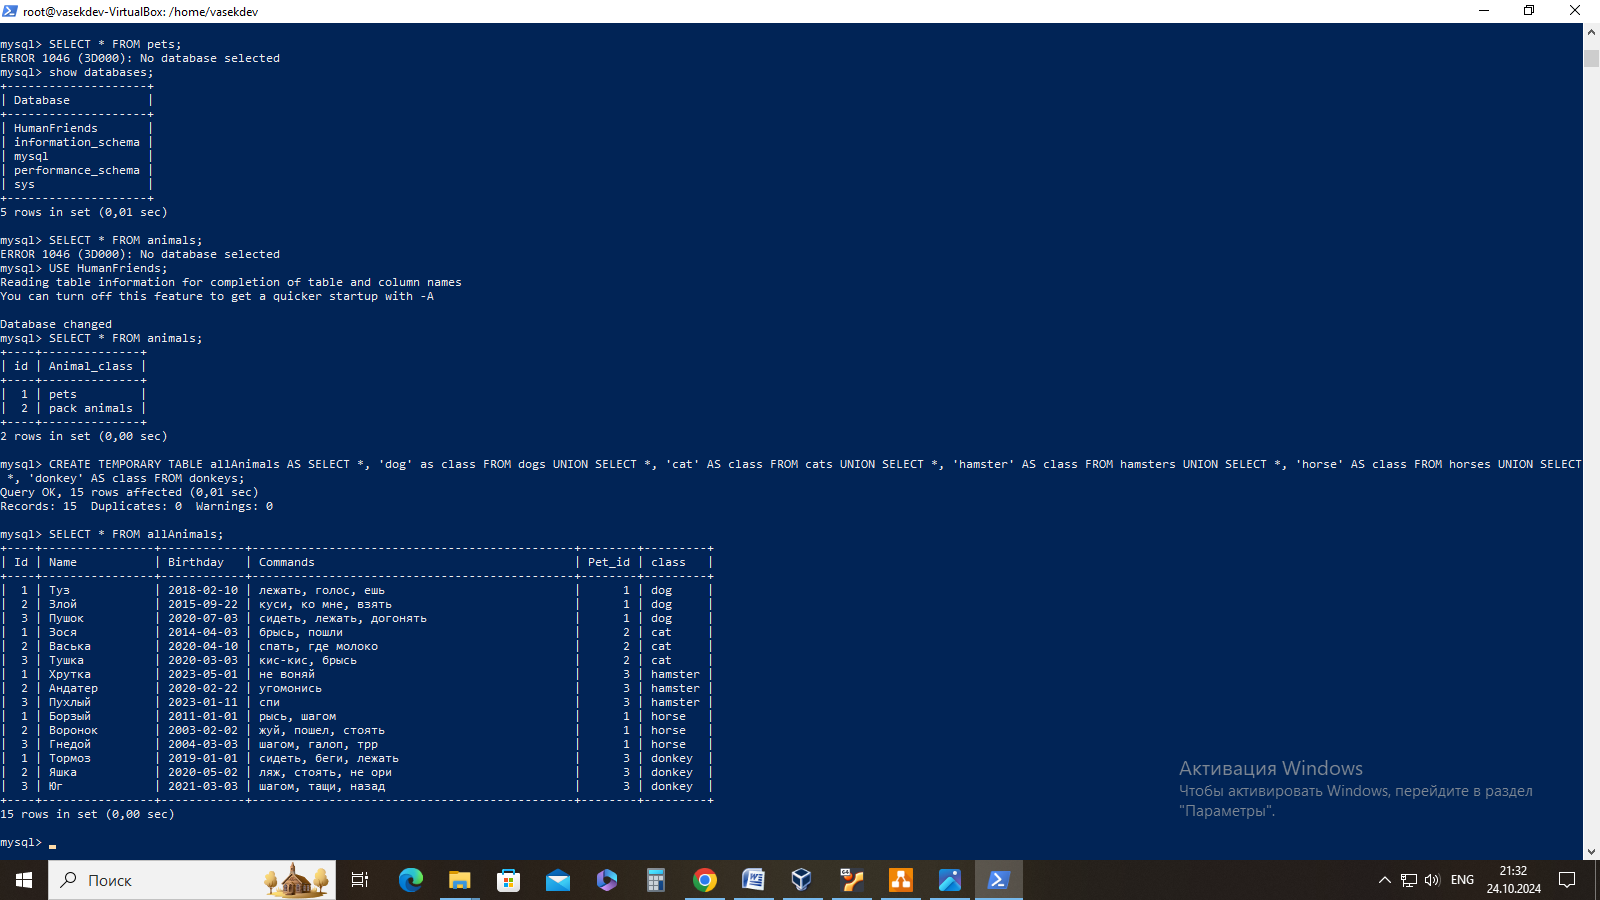 root@vasekdev-VirtualBox: /home/vasekdev
mysql> SELECT * FROM pets;
ERROR 1046 (3D000): No database selected
mysql> show databases;
+--------------------+
| Database           |
+--------------------+
| HumanFriends       |
| information_schema |
| mysql              |
| performance_schema |
| sys                |
+--------------------+
5 rows in set (0,01 sec)
mysql> SELECT * FROM animals;
ERROR 1046 (3D000): No database selected
mysql> USE HumanFriends;
Reading table information for completion of table and column names
You can turn off this feature to get a quicker startup with -A
Database changed
mysql> SELECT * FROM animals;
+----+--------------+
| id | Animal_class |
+----+--------------+
|  1 | pets         |
|  2 | pack animals |
+----+--------------+
2 rows in set (0,00 sec)
mysql> CREATE TEMPORARY TABLE allAnimals AS SELECT *, 'dog' as class FROM dogs UNION SELECT *, 'cat' AS class FROM cats UNION SELECT *, 'hamster' AS class FROM hamsters UNION SELECT *, 'horse' AS class FROM horses UNION SELECT
 *, 'donkey' AS class FROM donkeys;
Query OK, 15 rows affected (0,01 sec)
Records: 15  Duplicates: 0  Warnings: 0
mysql> SELECT * FROM allAnimals;
+----+----------------+------------+----------------------------------------------+--------+---------+
| Id | Name           | Birthday   | Commands                                     | Pet_id | class   |
+----+----------------+------------+----------------------------------------------+--------+---------+
|  1 | Туз            | 2018-02-10 | лежать, голос, ешь                           |      1 | dog     |
|  2 | Злой           | 2015-09-22 | куси, ко мне, взять                          |      1 | dog     |
|  3 | Пушок          | 2020-07-03 | сидеть, лежать, догонять                     |      1 | dog     |
|  1 | Зося           | 2014-04-03 | брысь, пошли                                 |      2 | cat     |
|  2 | Васька         | 2020-04-10 | спать, где молоко                            |      2 | cat     |
|  3 | Тушка          | 2020-03-03 | кис-кис, брысь                               |      2 | cat     |
|  1 | Хрутка         | 2023-05-01 | не воняй                                     |      3 | hamster |
|  2 | Андатер        | 2020-02-22 | угомонись                                    |      3 | hamster |
|  3 | Пухлый         | 2023-01-11 | спи                                          |      3 | hamster |
|  1 | Борзый         | 2011-01-01 | рысь, шагом                                  |      1 | horse   |
|  2 | Воронок        | 2003-02-02 | жуй, пошел, стоять                           |      1 | horse   |
|  3 | Гнедой         | 2004-03-03 | шагом, галоп, трр                            |      1 | horse   |
|  1 | Тормоз         | 2019-01-01 | сидеть, беги, лежать                         |      3 | donkey  |
|  2 | Яшка           | 2020-05-02 | ляж, стоять, не ори                          |      3 | donkey  |
|  3 | Юг             | 2021-03-03 | шагом, тащи, назад                           |      3 | donkey  |
+----+----------------+------------+----------------------------------------------+--------+---------+
15 rows in set (0,00 sec)
mysql>
Активация Windows
Чтобы активировать Windows, перейдите в раздел
"Параметры".
Поиск
ENG
21:32
24.10.2024